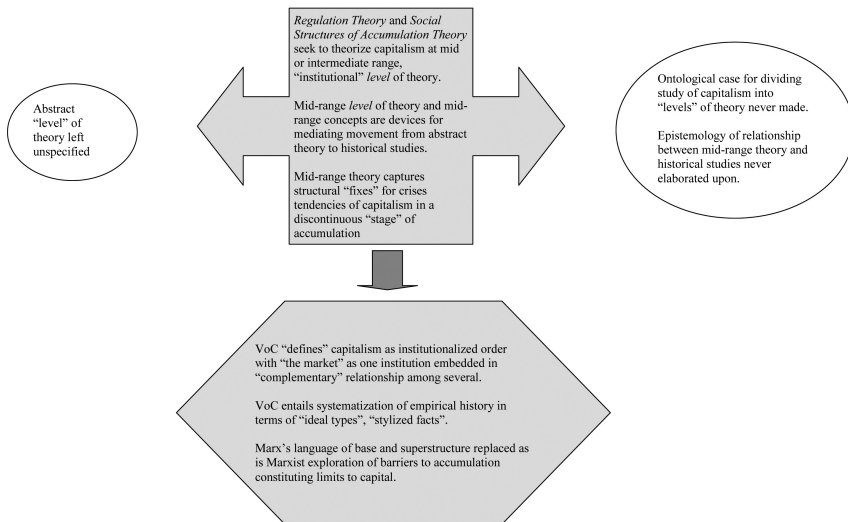 Regulation Theory and Social
Structures of Accumulation Theory
seek to theorize capitalism at mid
or intermediate range,
“institutional” level of theory.
Mid-range level of theory and mid-
range concepts are devices for
mediating movement from abstract
theory to historical studies.
Mid-range theory captures
structural “fixes” for crises
tendencies of capitalism in a
discontinuous “stage” of
accumulation
Abstract
“level” of
theory left
unspecified
Ontological case for dividing
study of capitalism into
“levels” of theory never made.
Epistemology of relationship
between mid-range theory and
historical studies never
elaborated upon.
VoC “defines” capitalism as institutionalized order
with “the market” as one institution embedded in
“complementary” relationship among several.
VoC entails systematization of empirical history in
terms of “ideal types”, “stylized facts”.
Marx’s language of base and superstructure replaced as
is Marxist exploration of barriers to accumulation
constituting limits to capital.